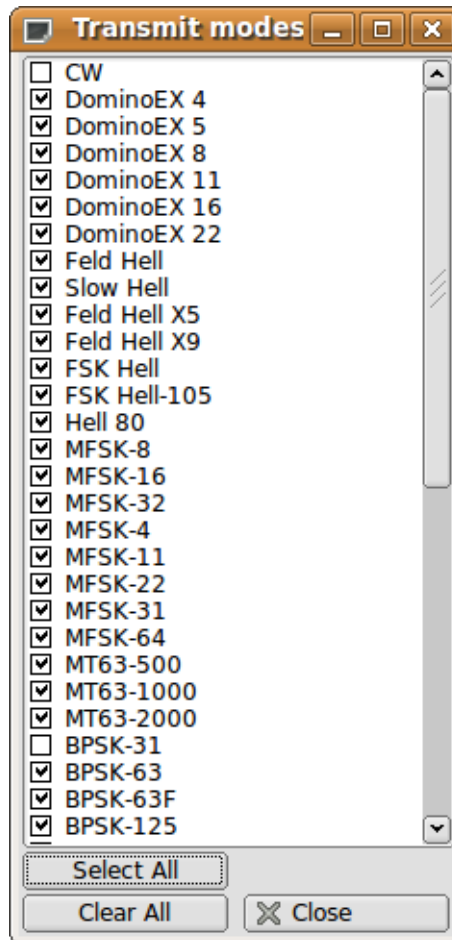 Transmit modes
CW
DominoEX 4
DominoEX 5
DominoEX 8
DominoEX 11
DominoEX 16
DominoEX 22
Feld Hell
Slow Hell
Feld Hell X5
Feld Hell X9
FSK Hell
FSK Hell-105
Hell 80
MFSK-8
MFSK-16
MFSK-32
MFSK-4
MFSK-11
MFSK-22
MFSK-31
MFSK-64
MT63-500
MT63-1000
MT63-2000
BPSK-31
BPSK-63
BPSK-63F
BPSK-125
Select All
Clear All Close